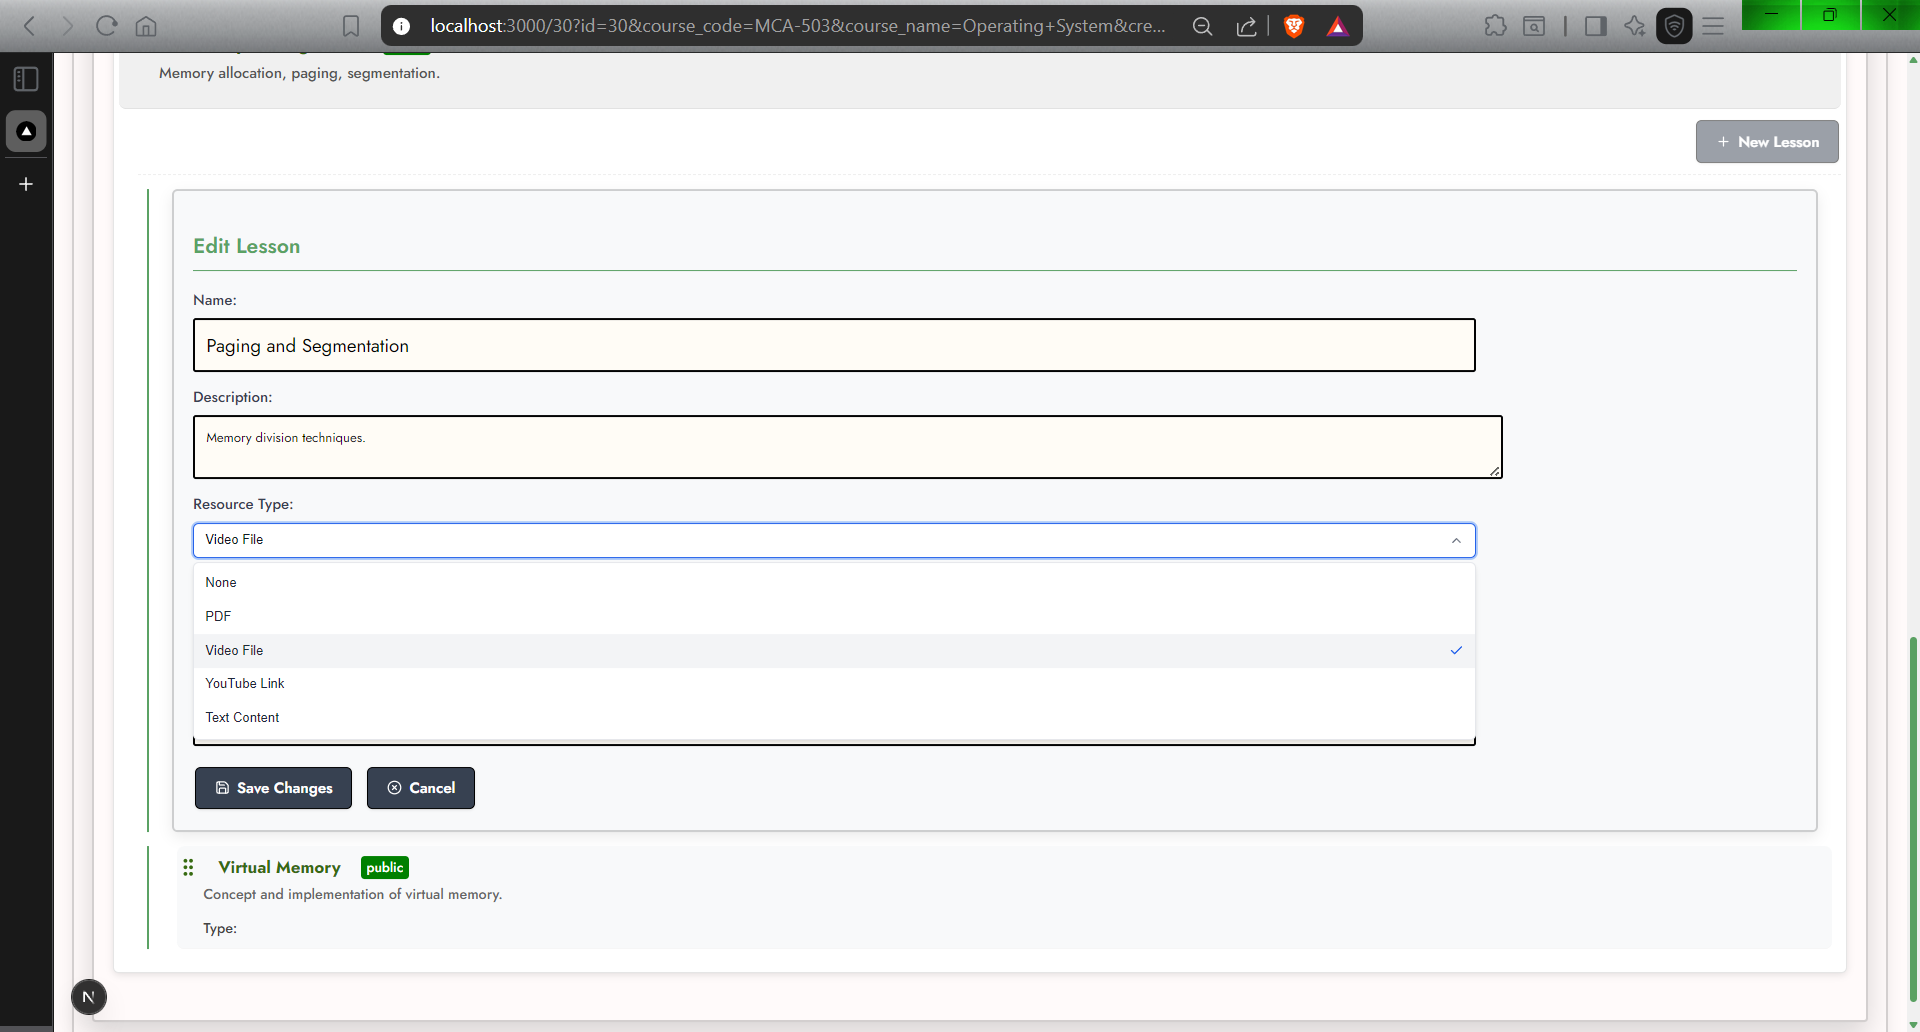 localhost:3000/30?id=30&course_code=MCA-503&course_name=Operating+System&cre...
Memory allocation, paging, segmentation.
+ New Lesson
Edit Lesson
Name:
Paging and Segmentation
Description:
Memory division techniques.
Resource Type:
Video File
None
PDF
Video File
YouTube Link
Text Content
Save Changes
Cancel
Virtual Memory public
Concept and implementation of virtual memory.
Type:
N